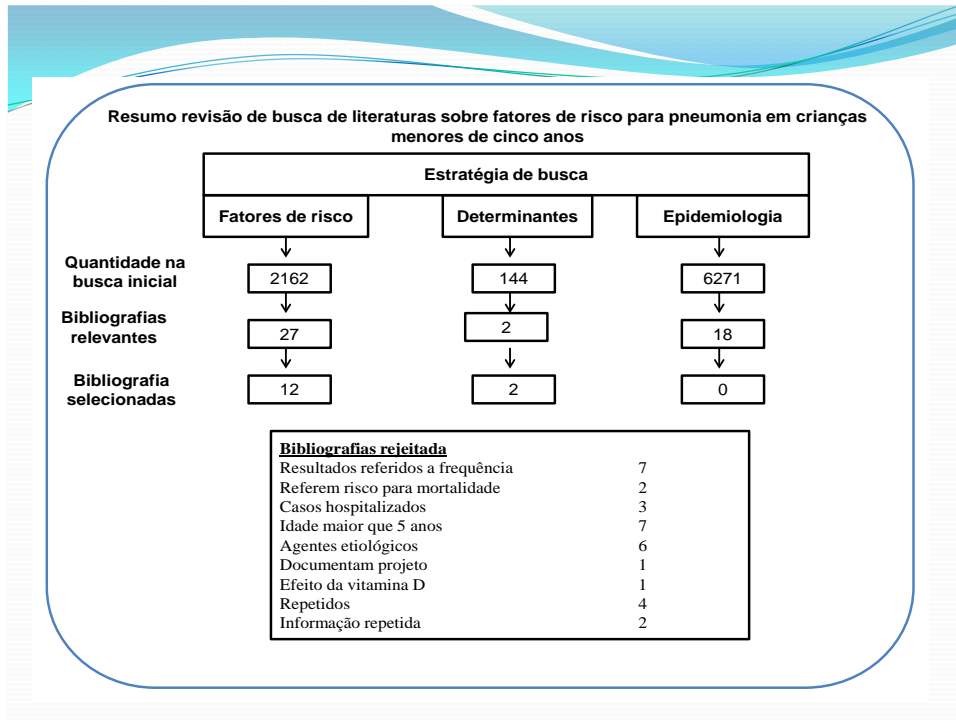 Resumo revisão de busca de literaturas sobre fatores de risco para pneumonia em crianças
menores de cinco anos
Estratégia de busca
Fatores de risco
Determinantes
Epidemiologia
Quantidade na
busca inicial
2162
144
6271
Bibliografias
relevantes
27
2
18
Bibliografia
selecionadas
12
2
0
Bibliografias rejeitada
Resultados referidos a frequência 7
Referem risco para mortalidade 2
Casos hospitalizados 3
Idade maior que 5 anos 7
Agentes etiológicos 6
Documentam projeto 1
Efeito da vitamina D 1
Repetidos 4
Informação repetida 2